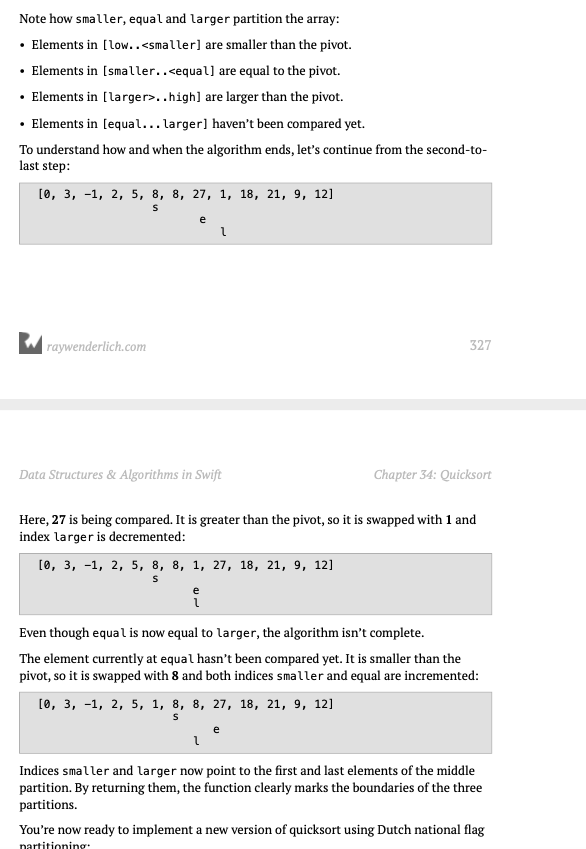 Note how smaller, equal and larger partition the array:
• Elements in [low..<smaller] are smaller than the pivot.
• Elements in [smaller..<equal] are equal to the pivot.
• Elements in [larger>..high] are larger than the pivot.
• Elements in [equal...larger] haven't been compared yet.
To understand how and when the algorithm ends, let's continue from the second-to-
last step:
[0, 3, -1, 2, 5, 8, 8, 27, 1, 18, 21, 9, 12]
s
e
l
raywenderlich.com 327
Data Structures & Algorithms in Swift Chapter 34: Quicksort
Here, 27 is being compared. It is greater than the pivot, so it is swapped with 1 and
index larger is decremented:
[0, 3, -1, 2, 5, 8, 8, 1, 27, 18, 21, 9, 12]
s
e
l
Even though equal is now equal to larger, the algorithm isn't complete.
The element currently at equal hasn't been compared yet. It is smaller than the
pivot, so it is swapped with 8 and both indices smaller and equal are incremented:
[0, 3, -1, 2, 5, 1, 8, 8, 27, 18, 21, 9, 12]
s
e
l
Indices smaller and larger now point to the first and last elements of the middle
partition. By returning them, the function clearly marks the boundaries of the three
partitions.
You're now ready to implement a new version of quicksort using Dutch national flag
partitioning: